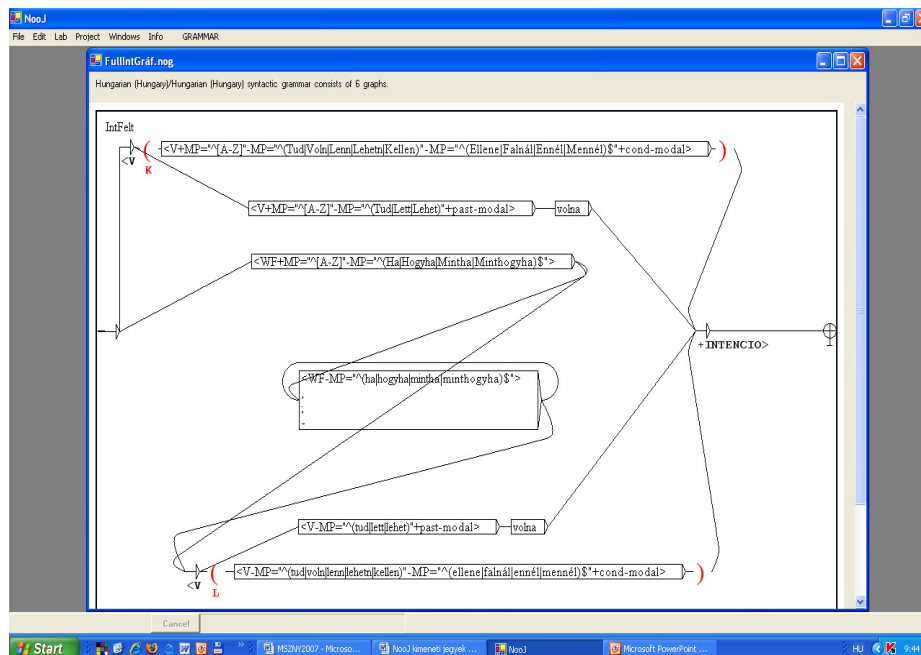 NooJ
File Edit Lab Project Windows Info GRAMMAR
FullIntGráf.nog
Hungarian (Hungary)/Hungarian (Hungary) syntactic grammar consists of 6 graphs.
IntFelt
<V+MP="^[A-Z]"-MP="^(Tud|Voln|Lenn|Lehetn|Kellen)"-MP="^(Ellene|Falnál|Ennél|Mennél)$"+cond-modal>
<V
K
<V+MP="^[A-Z]"-MP="^(Tud|Lett|Lehet)"+past-modal>
volna
<WF+MP="^[A-Z]"-MP="^(Ha|Hogyha|Mintha|Minthogyha)$">
+INTENCIO>
<WF-MP="^(ha|hogyha|mintha|minthogyha)$">
,
;
-
<V-MP="^(tud|lett|lehet)"+past-modal>
volna
<V-MP="^(tud|voln|lenn|lehetn|kellen)"-MP="^(ellene|falnál|ennél|mennél)$"+cond-modal>
<V
L
Cancel
Start MSZNY2007 - Microso... NooJ kimeneti jegyek ... NooJ Microsoft PowerPoint ... HU 9:44